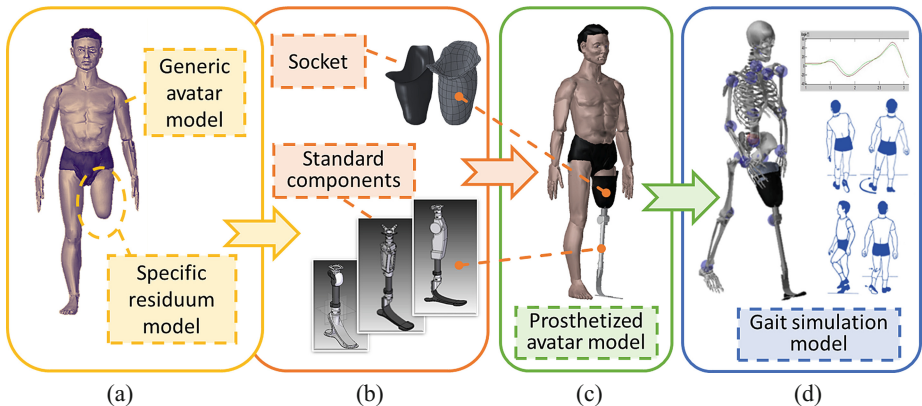 Generic
avatar
model
Specific
residuum
model
Socket
Standard
components
Prosthetized
avatar model
Gait simulation
model
(a)
(b)
(c)
(d)